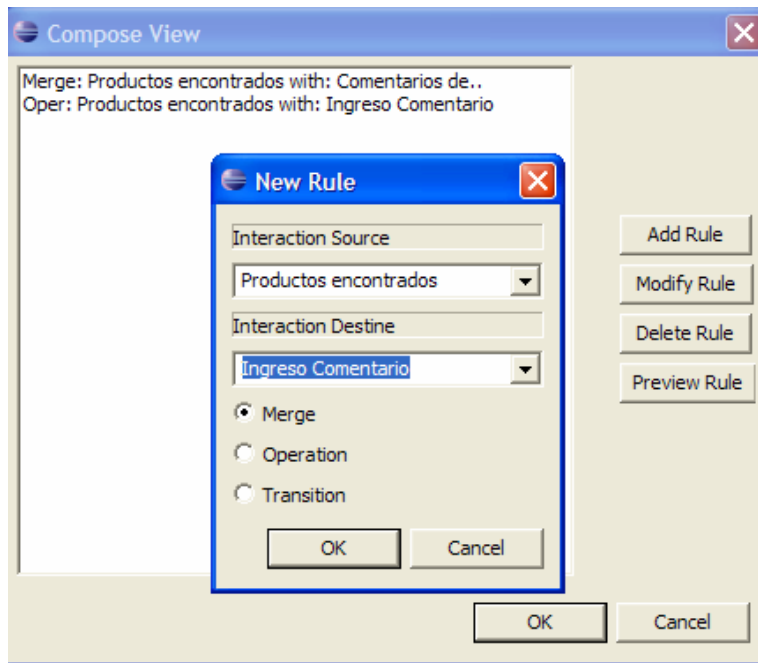 Compose View
Merge: Productos encontrados with: Comentarios de..
Oper: Productos encontrados with: Ingreso Comentario
New Rule
Interaction Source
Productos encontrados
Interaction Destine
Ingreso Comentario
Merge
Operation
Transition
OK Cancel
Add Rule
Modify Rule
Delete Rule
Preview Rule
OK Cancel